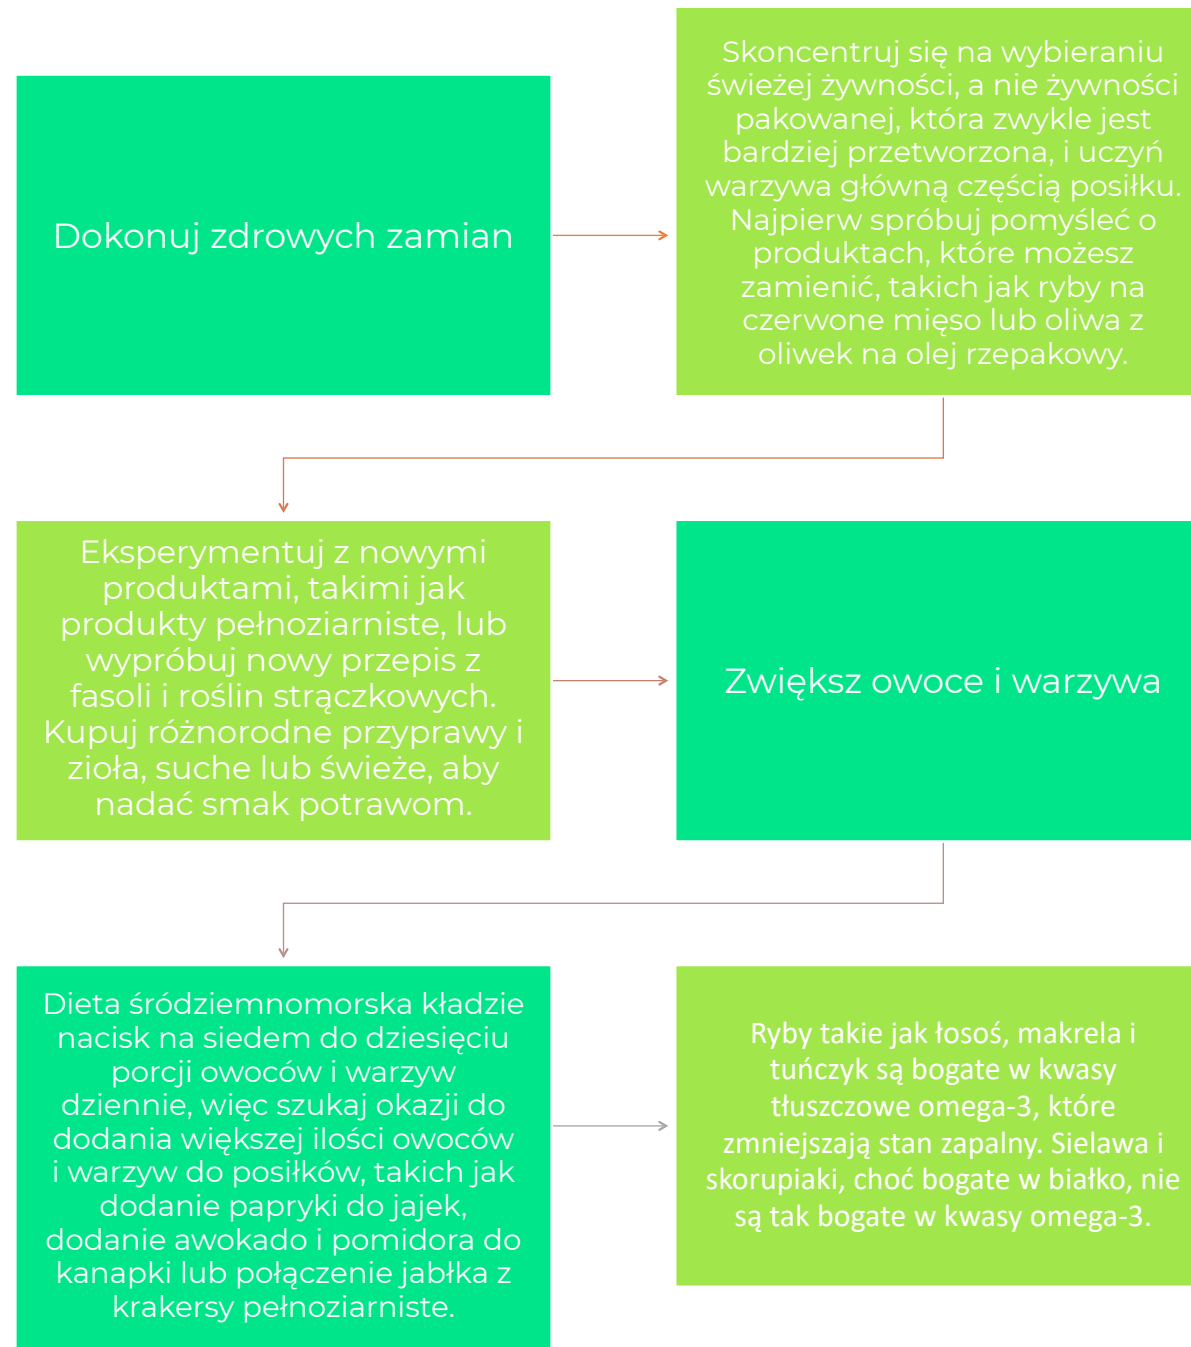 Dokonuj zdrowych zamian
Skoncentruj się na wybieraniu
świeżej żywności, a nie żywności
pakowanej, która zwykle jest
bardziej przetworzona, i uczyń
warzywa główną częścią posiłku.
Najpierw spróbuj pomyśleć o
produktach, które możesz
zamienić, takich jak ryby na
czerwone mięso lub oliwa z
oliwek na olej rzepakowy.
Eksperymentuj z nowymi
produktami, takimi jak
produkty pełnoziarniste, lub
wypróbuj nowy przepis z
fasoli i roślin strączkowych.
Kupuj różnorodne przyprawy i
zioła, suche lub świeże, aby
nadać smak potrawom.
Zwiększ owoce i warzywa
Dieta śródziemnomorska kładzie
nacisk na siedem do dziesięciu
porcji owoców i warzyw
dziennie, więc szukaj okazji do
dodania większej ilości owoców
i warzyw do posiłków, takich jak
dodanie papryki do jajek,
dodanie awokado i pomidora do
kanapki lub połączenie jabłka z
krakersy pełnoziarniste.
Ryby takie jak łosoś, makrela i
tuńczyk są bogate w kwasy
tłuszczowe omega-3, które
zmniejszają stan zapalny. Sielawa i
skorupiaki, choć bogate w białko, nie
są tak bogate w kwasy omega-3.